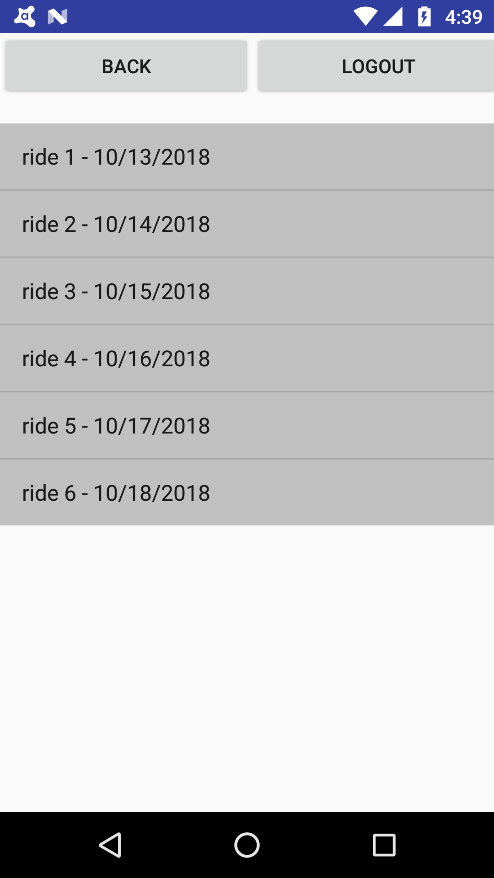 4:39
BACK LOGOUT
ride 1 - 10/13/2018
ride 2 - 10/14/2018
ride 3 - 10/15/2018
ride 4 - 10/16/2018
ride 5 - 10/17/2018
ride 6 - 10/18/2018